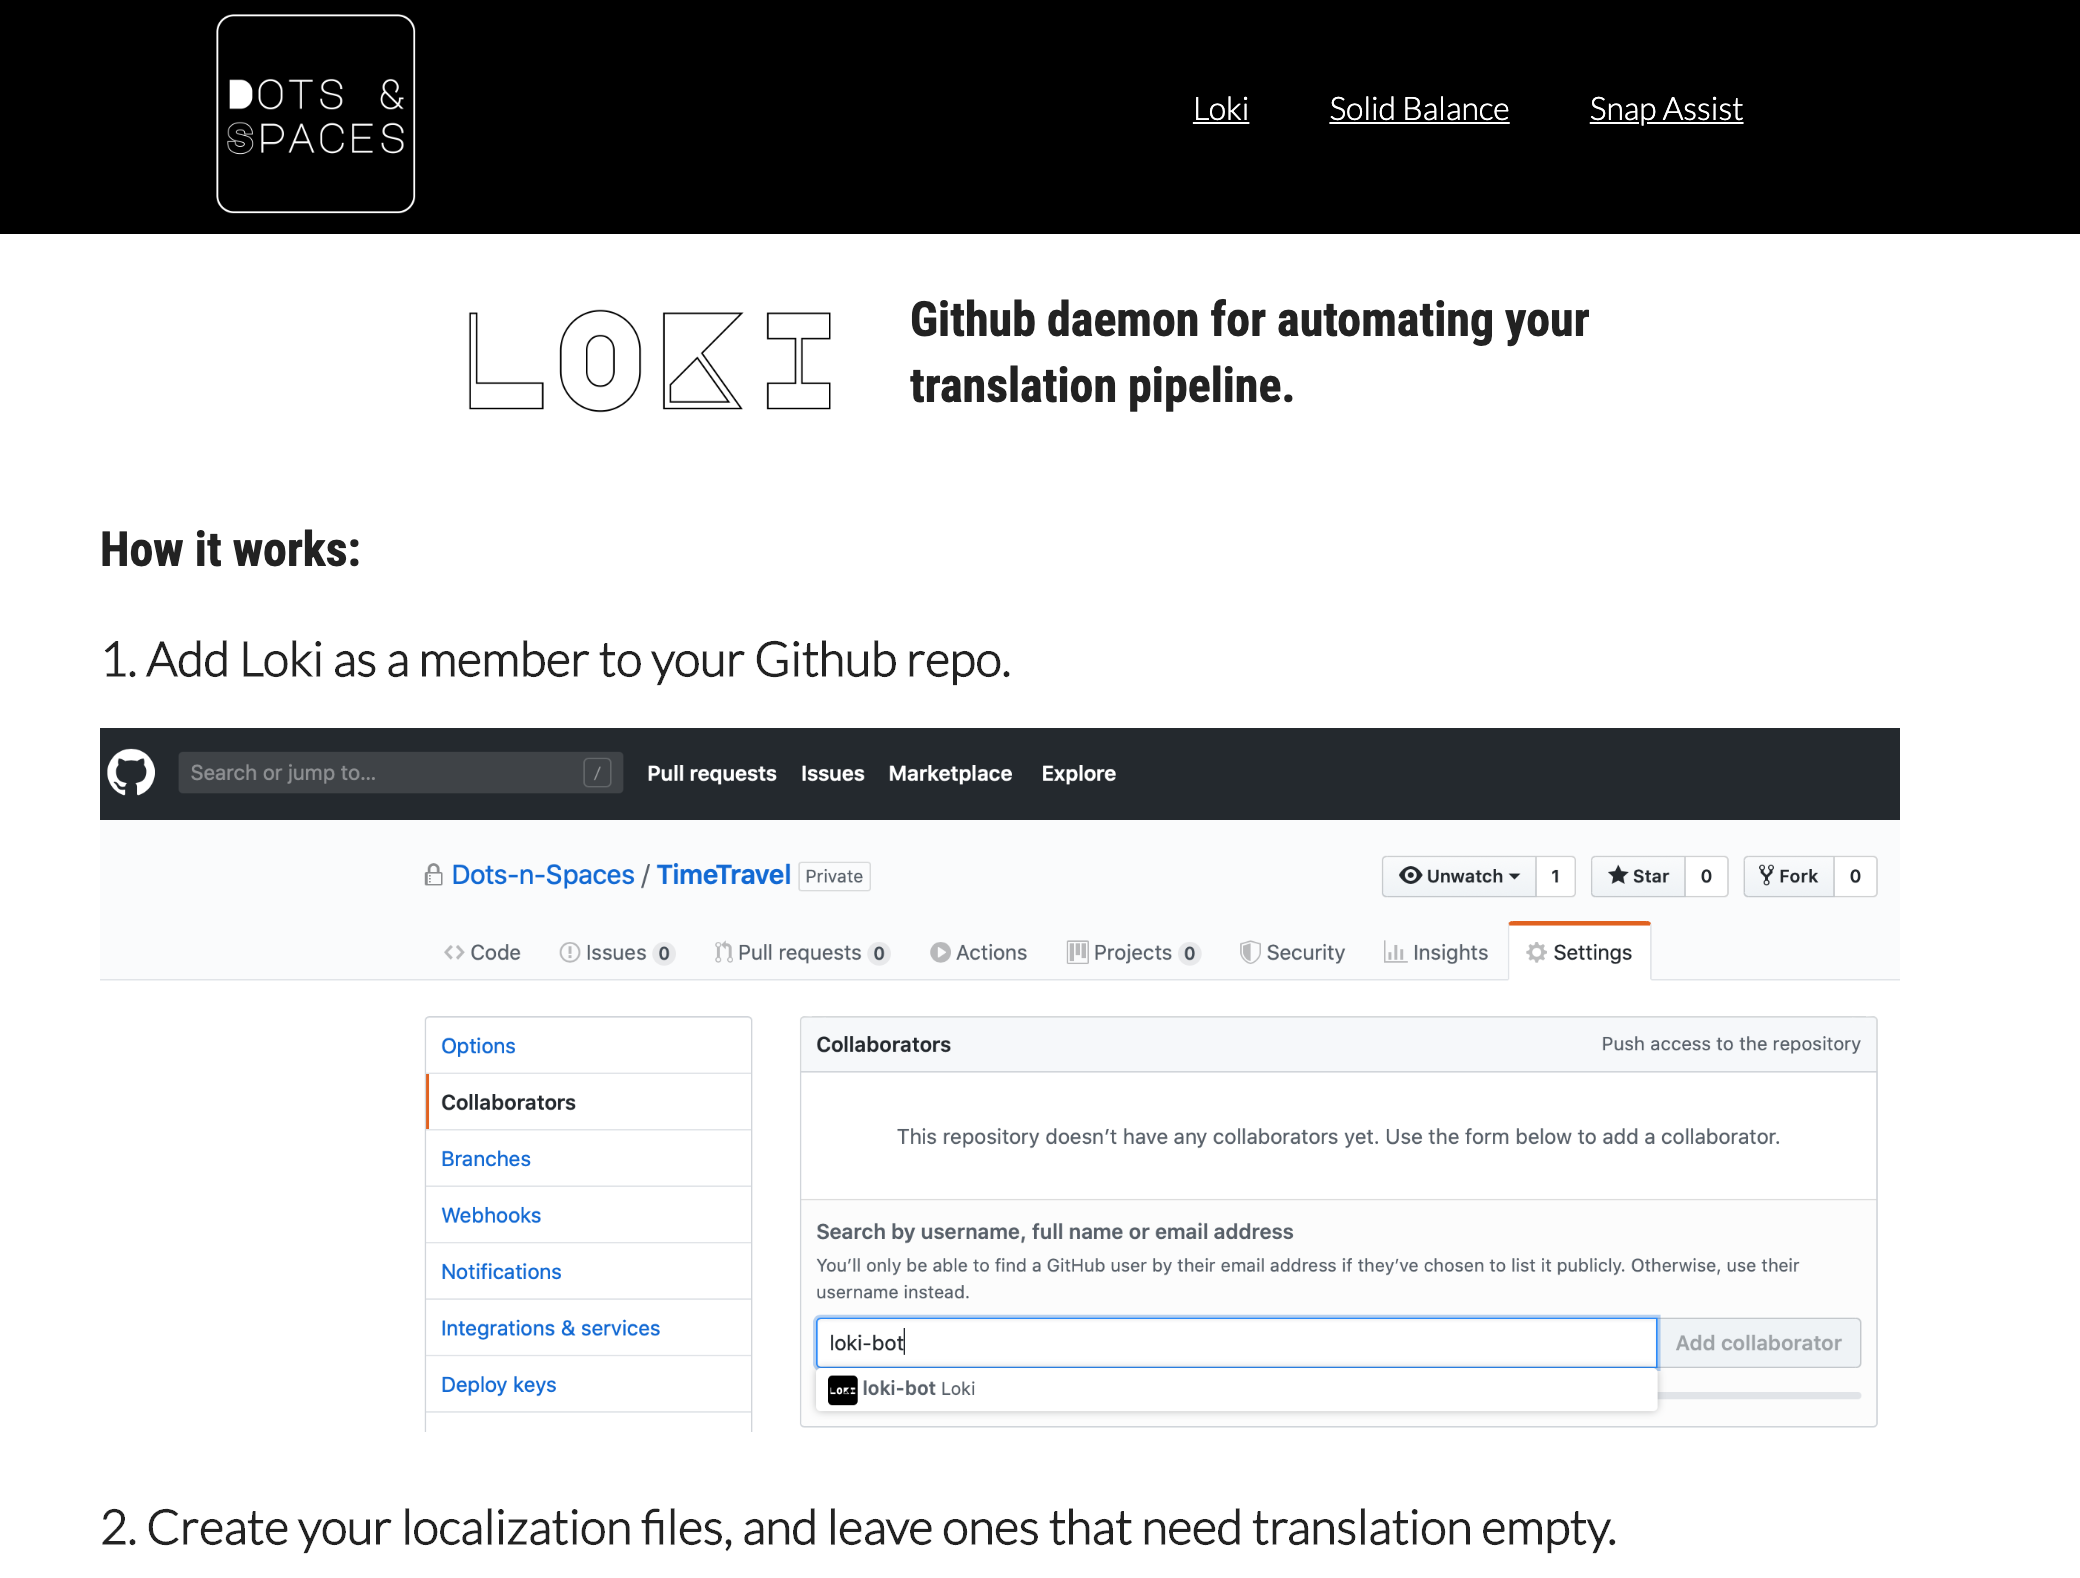 DOTS &
SPACES
Loki
Solid Balance
Snap Assist
LOKI
Github daemon for automating your
translation pipeline.
How it works:
1. Add Loki as a member to your Github repo.
Search or jump to...
/
Pull requests
Issues
Marketplace
Explore
Dots-n-Spaces / TimeTravel Private
Unwatch 1
Star 0
Fork 0
Code
Issues 0
Pull requests 0
Actions
Projects 0
Security
Insights
Settings
Options
Collaborators
Branches
Webhooks
Notifications
Integrations & services
Deploy keys
Collaborators
Push access to the repository
This repository doesn't have any collaborators yet. Use the form below to add a collaborator.
Search by username, full name or email address
You'll only be able to find a GitHub user by their email address if they've chosen to list it publicly. Otherwise, use their
username instead.
loki-bot
Add collaborator
LOKI loki-bot Loki
2. Create your localization files, and leave ones that need translation empty.